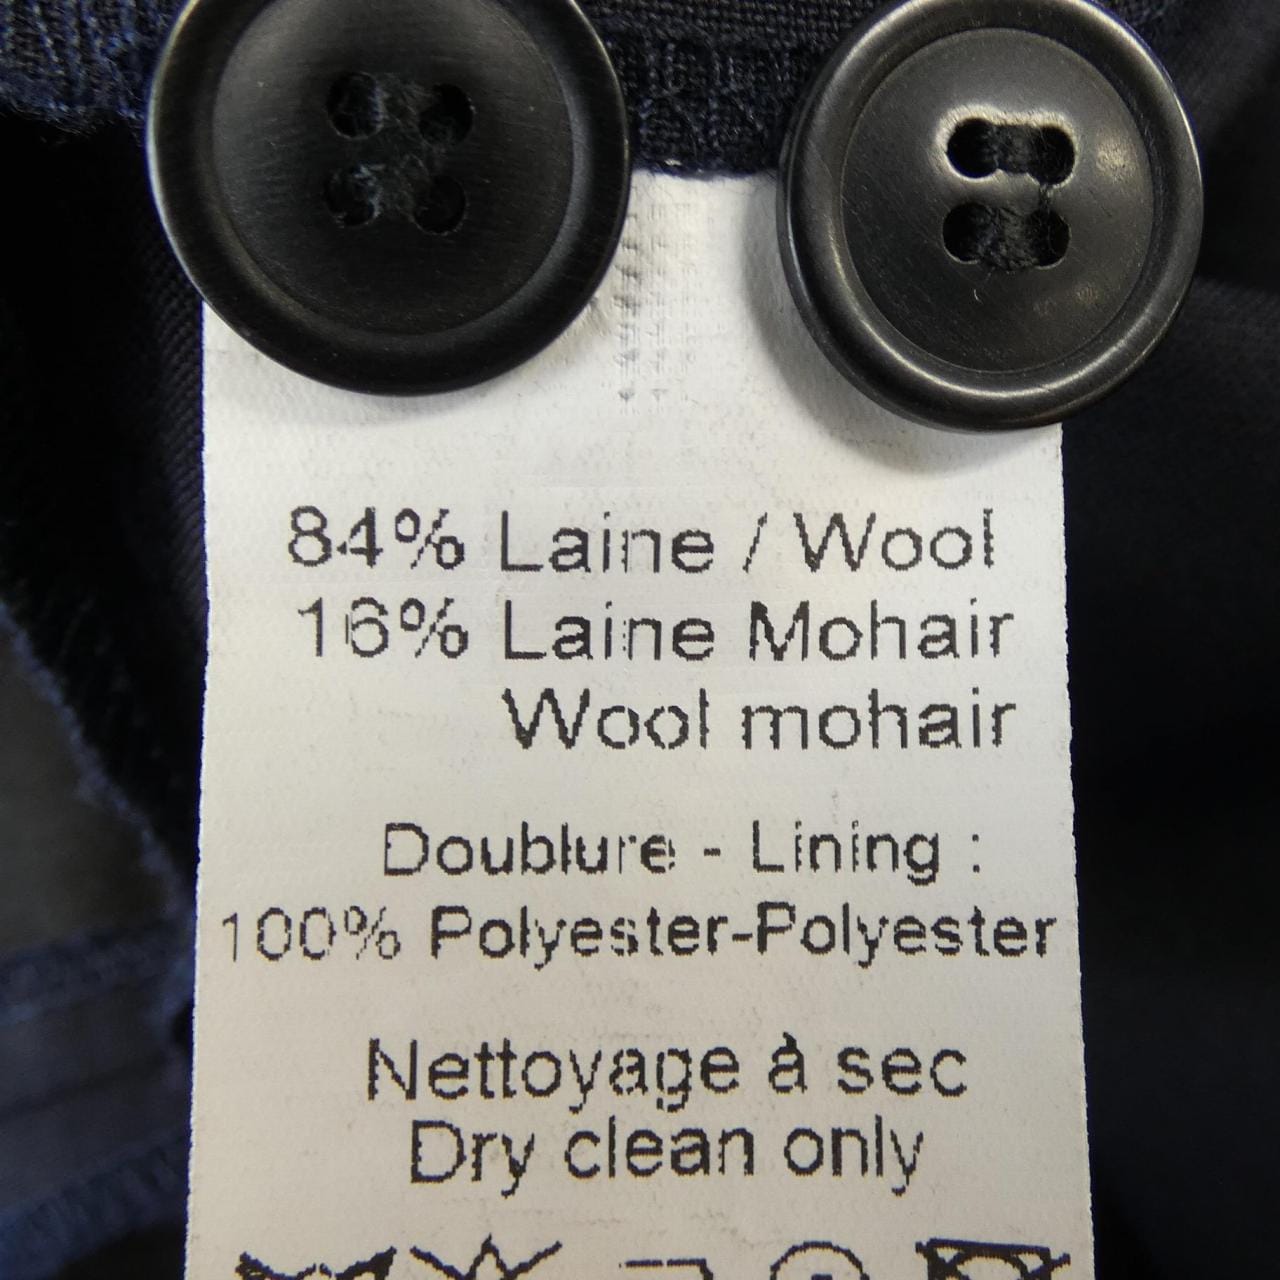 84% Laine / Wool
16% Laine Mohair
Wool mohair
Doublure - Lining :
100% Polyester-Polyester
Nettoyage à sec
Dry clean only